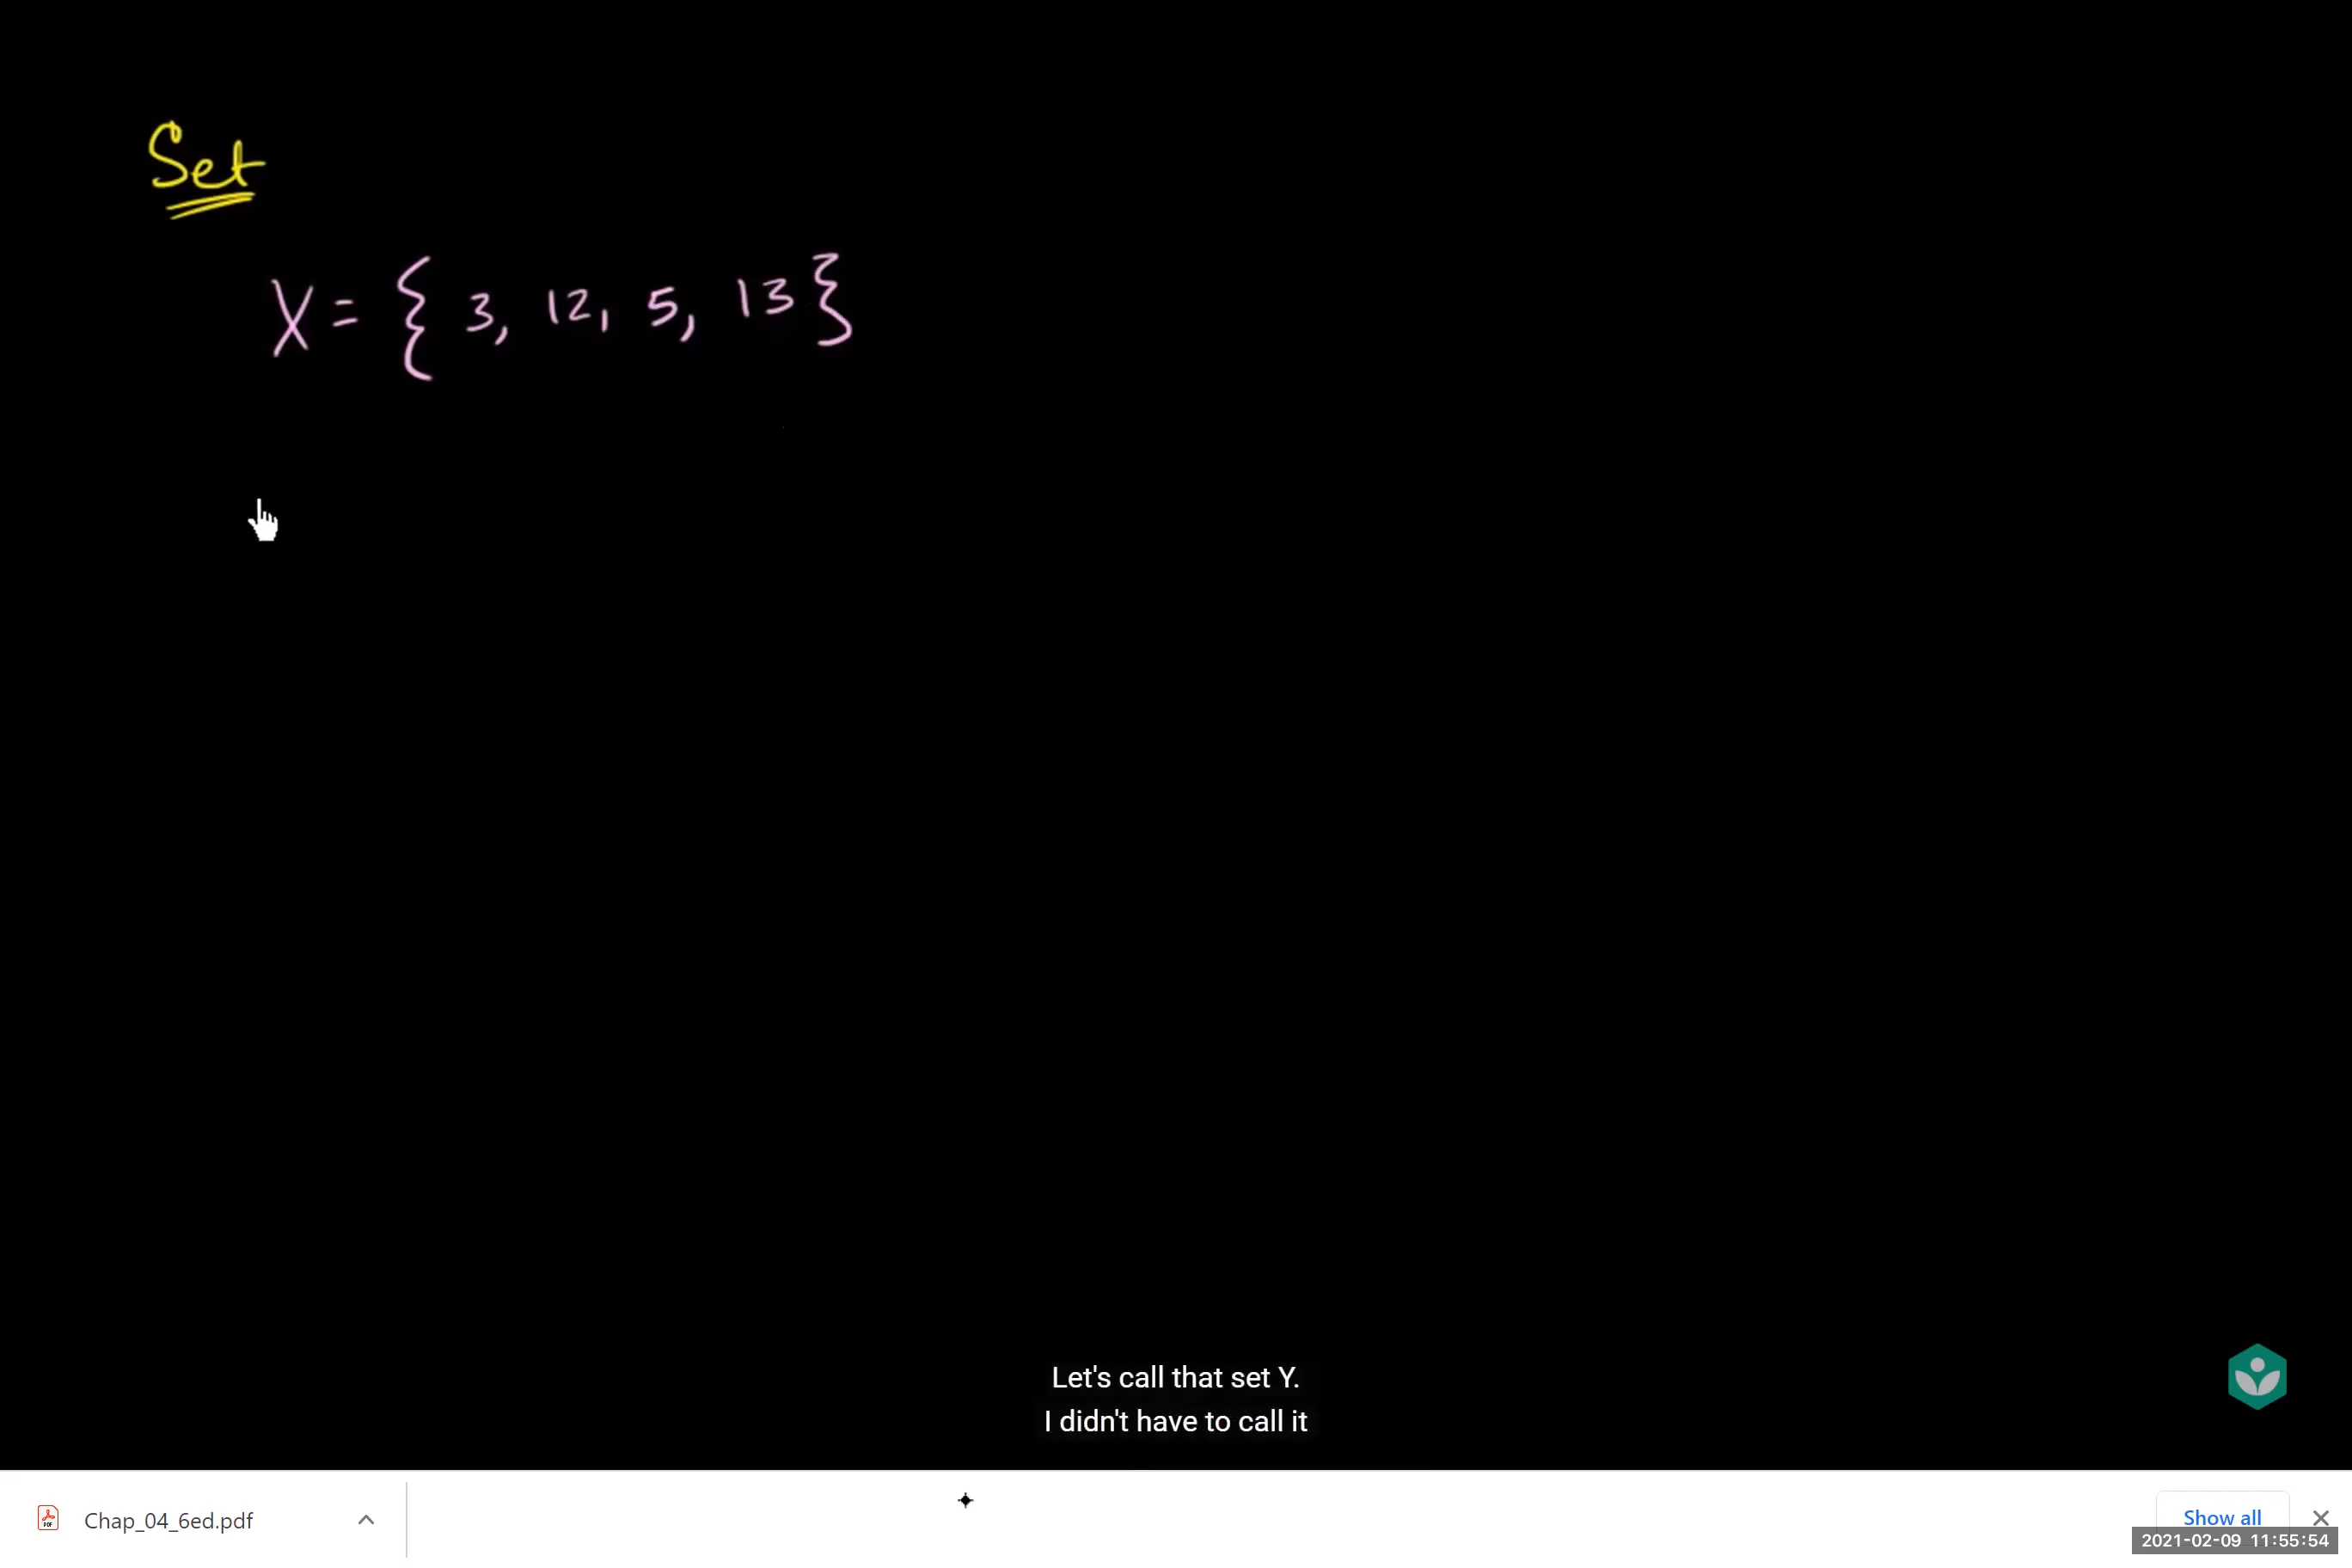 Set
X = { 3, 12, 5, 13 }
Let's call that set Y.
I didn't have to call it
Chap_04_6ed.pdf
Show all
2021-02-09 11:55:54